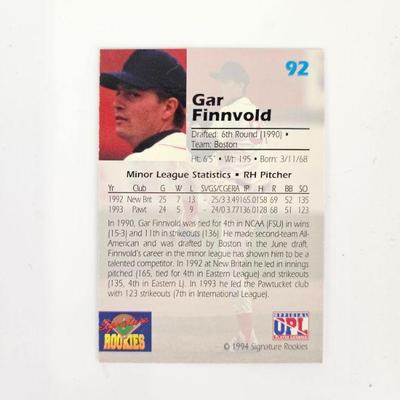 92
Gar
Finnvold
Drafted: 6th Round (1990) •
Team: Boston
Ht: 6'5" • Wt: 195 • Born: 3/11/68
Minor League Statistics • RH Pitcher
Yr Club G W L SVGS/CGERA IP H R BB SO
1992 New Brit 25 7 13 - 25/3 3.49 165.0 158 69 52 135
1993 Pawt 24 5 9 - 24/0 3.77 136.0 128 68 51 123
In 1990, Gar Finnvold was tied for 4th in NCAA (FSU) in wins
(15-3) and 11th in strikeouts (136). He made second-team All-
American and was drafted by Boston in the June draft.
Finnvold's career in the minor league has shown him to be a
talented competitor. In 1992 at New Britain he led in innings
pitched (165, tied for 4th in Eastern League) and strikeouts
(135, 4th in Eastern L). In 1993 he led the Pawtucket club
with 123 strikeouts (7th in International League).
Signature
ROOKIES
OPL
© 1994 Signature Rookies